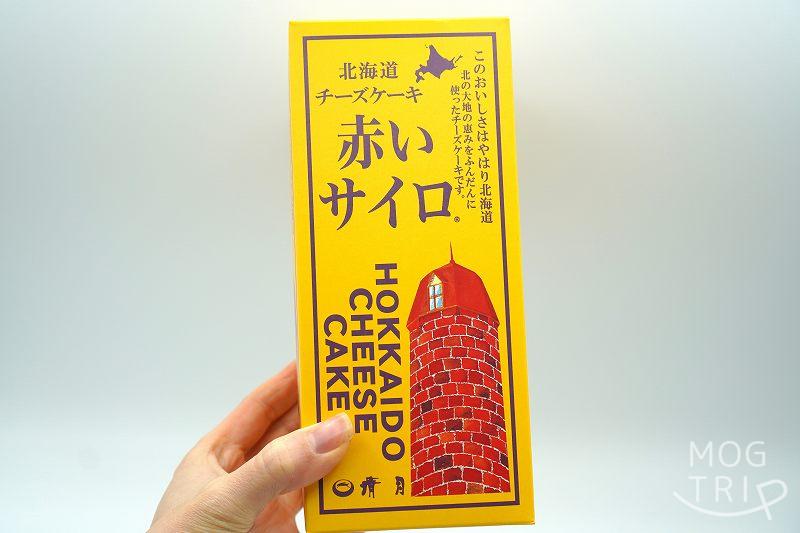 北海道
チーズケーキ
赤い
サイロ®
このおいしさはやはり北海道
北の大地の恵みをふんだんに
使ったチーズケーキです。
HOKKAIDO
CHEESE
CAKE
清月
MOG
TRIP